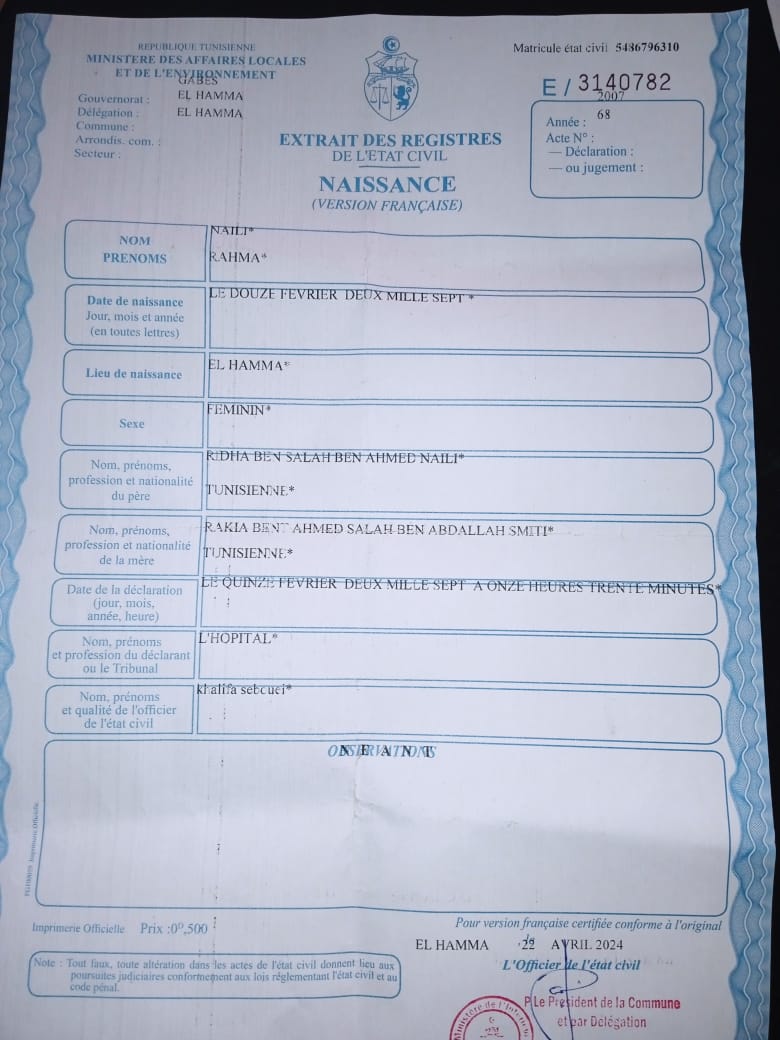 REPUBLIQUE TUNISIENNE
MINISTERE DES AFFAIRES LOCALES
ET DE L'ENVIRONNEMENT
Gouvernorat : GABES
Délégation : EL HAMMA
Commune : EL HAMMA
Arrondis. com. :
Secteur :
Matricule état civil 5486796310
E / 3140782
Année : 2007
Acte N° : 68
— Déclaration :
— ou jugement :
EXTRAIT DES REGISTRES
DE L'ETAT CIVIL
NAISSANCE
(VERSION FRANÇAISE)
NOM NAILI*
PRENOMS RAHMA*
Date de naissance LE DOUZE FEVRIER DEUX MILLE SEPT *
Jour, mois et année
(en toutes lettres)
Lieu de naissance EL HAMMA*
Sexe FEMININ*
Nom, prénoms, RIDHA BEN SALAH BEN AHMED NAILI*
profession et nationalité TUNISIENNE*
du père
Nom, prénoms, RAKIA BENT AHMED SALAH BEN ABDALLAH SMITI*
profession et nationalité TUNISIENNE*
de la mère
Date de la déclaration LE QUINZE FEVRIER DEUX MILLE SEPT A ONZE HEURES TRENTE MINUTES*
(jour, mois,
année, heure)
Nom, prénoms L'HOPITAL*
et profession du déclarant
ou le Tribunal
Nom, prénoms khalifa sebouei*
et qualité de l'officier
de l'état civil
OBSERVATIONS
N E A N T
Imprimerie Officielle Prix :0ᴰ,500
Pour version française certifiée conforme à l'original
EL HAMMA le 22 AVRIL 2024
L'Officier de l'état civil
Note : Tout faux, toute altération dans les actes de l'état civil donnent lieu aux
poursuites judiciaires conformement aux lois réglementant l'état civil et au
code pénal.
P Le Président de la Commune
et par Délégation
Ministère de l'Interieur